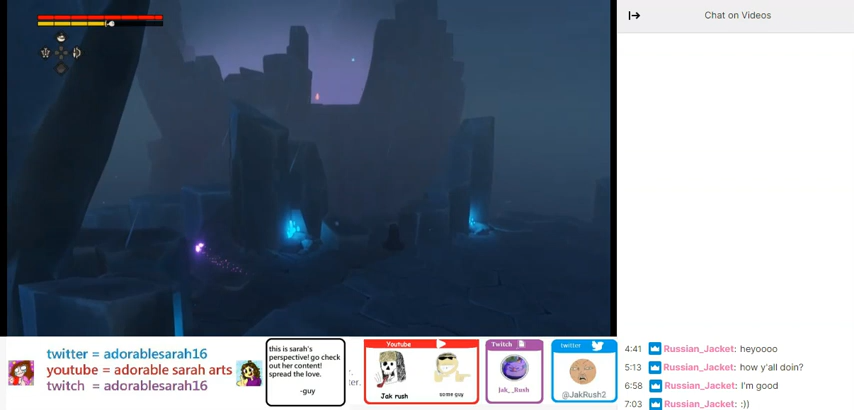 Chat on Videos
twitter = adorablesarah16
youtube = adorable sarah arts
twitch = adorablesarah16
this is sarah's
perspective! go check
out her content!
spread the love.
-guy
ter.
Youtube
Jak rush
some guy
Twitch
Jak_Rush
twitter
@JakRush2
4:41 Russian_Jacket: heyoooo
5:13 Russian_Jacket: how y'all doin?
6:58 Russian_Jacket: I'm good
7:03 Russian_Jacket: :))